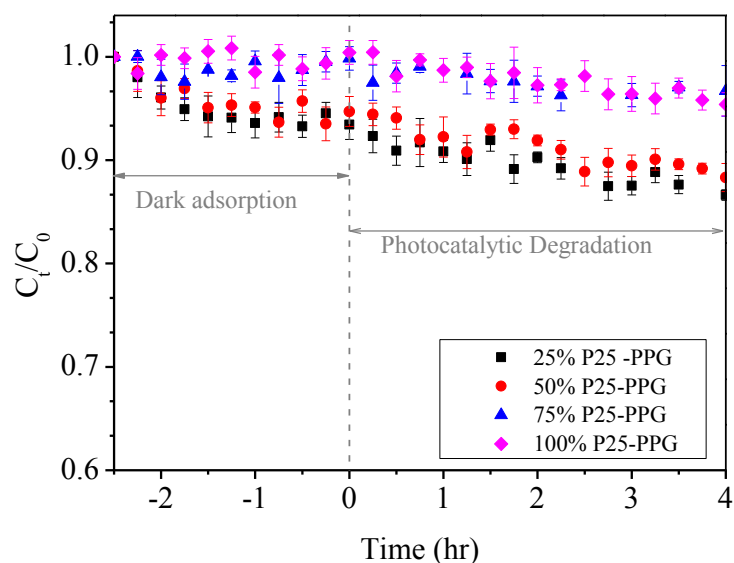 1.0
0.9
0.8
0.7
0.6
C_t/C_0
Dark adsorption
Photocatalytic Degradation
25% P25 -PPG
50% P25-PPG
75% P25-PPG
100% P25-PPG
-2 -1 0 1 2 3 4
Time (hr)